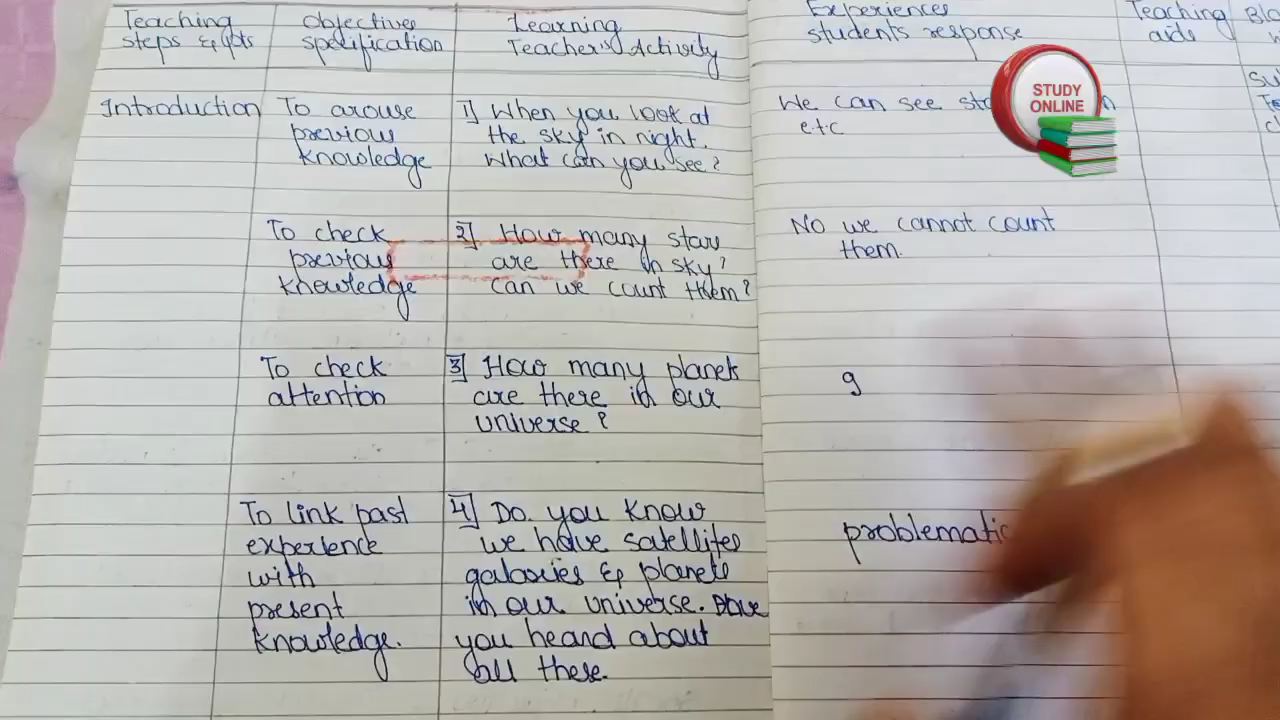 Teaching steps & pts
Objectives specification
Learning
Teacher's Activity
Experiences
students response
Teaching aids
Introduction
To arouse
previous
knowledge
1] When you look at
the sky in night.
What can you see?
We can see
etc
To check
previous
knowledge
2] How many stars
are there in sky?
can we count them?
No we cannot count
them.
To check
attention
3] How many planets
are there in our
universe?
9
To link past
experience
with
present
knowledge.
4] Do you know
we have satellites
galaxies & planets
in our universe. Have
you heard about
all these.
problematic
STUDY
ONLINE